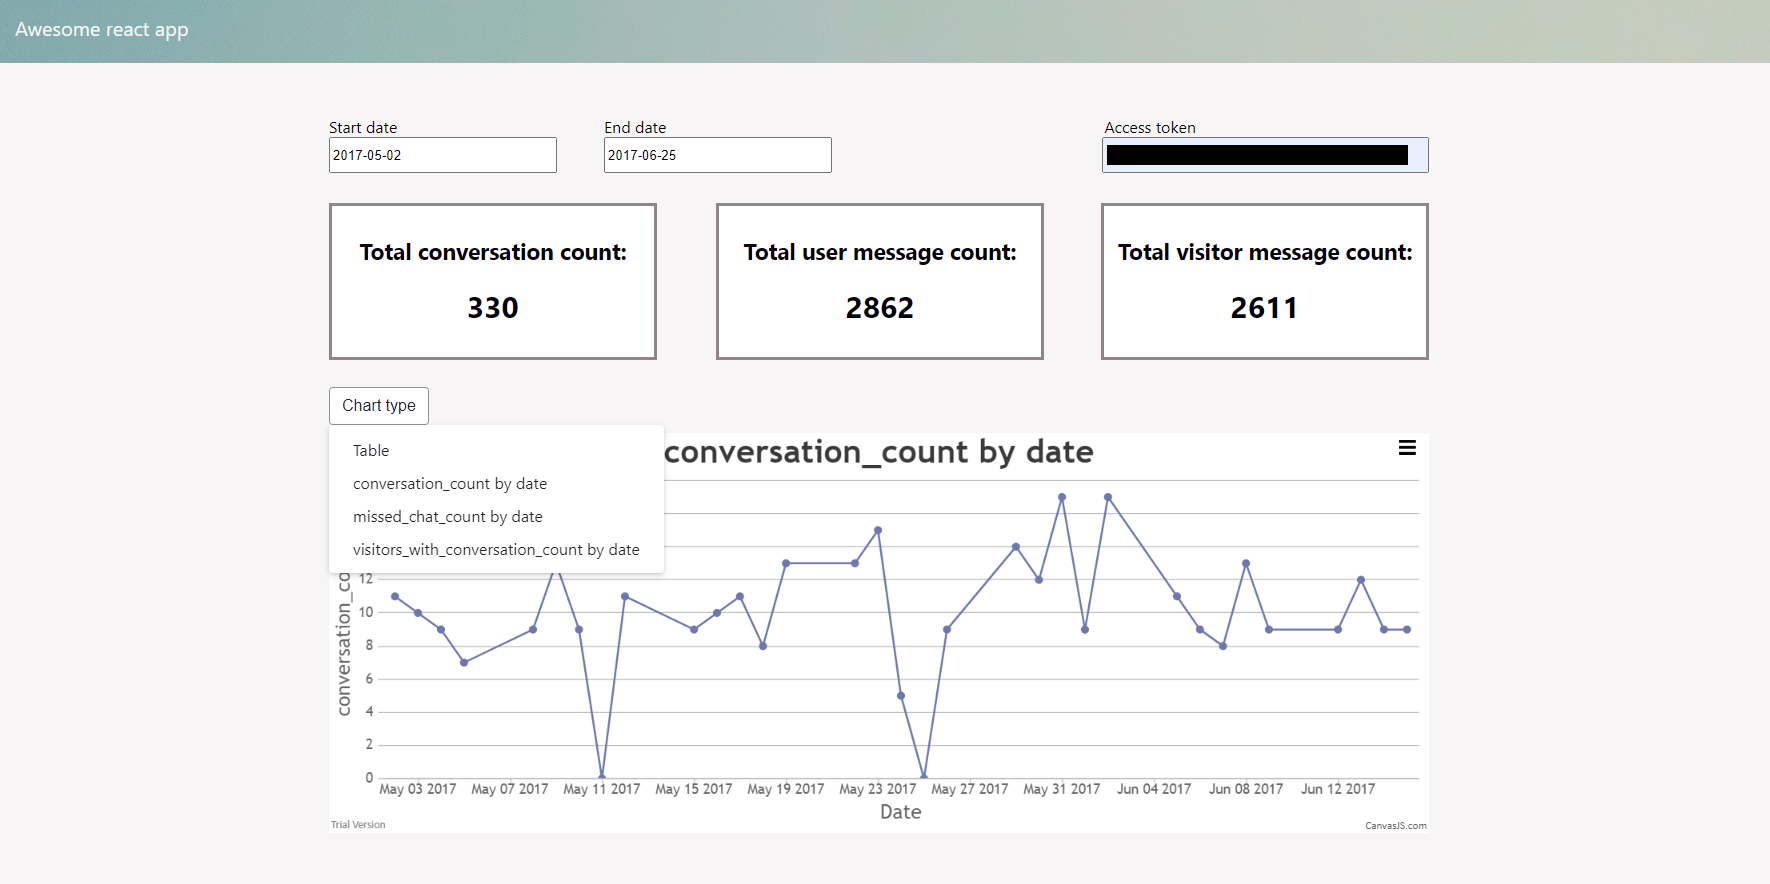 Awesome react app
Start date
End date
Access token
2017-05-02
2017-06-25
Total conversation count:
330
Total user message count:
2862
Total visitor message count:
2611
Chart type
Table
conversation_count by date
missed_chat_count by date
visitors_with_conversation_count by date
conversation_count by date
conversation_co
12
10
8
6
4
2
0
May 03 2017
May 07 2017
May 11 2017
May 15 2017
May 19 2017
May 23 2017
May 27 2017
May 31 2017
Jun 04 2017
Jun 08 2017
Jun 12 2017
Date
Trial Version
CanvasJS.com